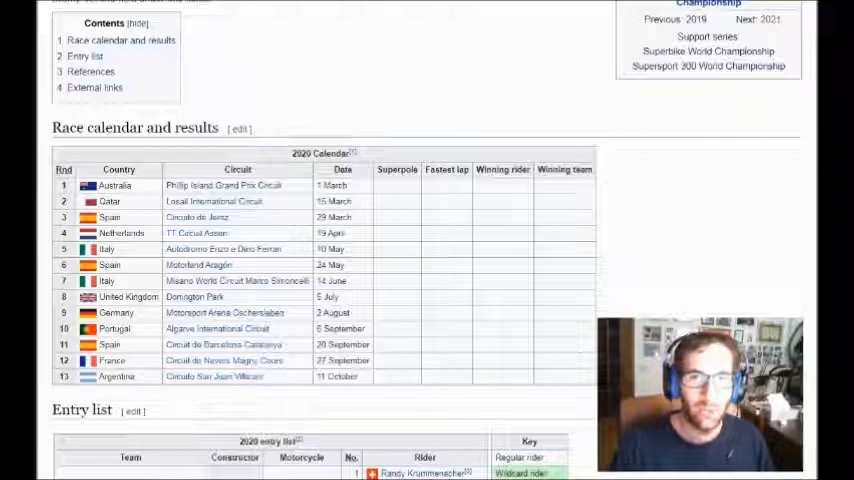 Championship
Previous: 2019 Next: 2021
Support series
Superbike World Championship
Supersport 300 World Championship
Contents [hide]
1 Race calendar and results
2 Entry list
3 References
4 External links
Race calendar and results [ edit ]
2020 Calendar[1]
Rnd Country Circuit Date Superpole Fastest lap Winning rider Winning team
1 Australia Phillip Island Grand Prix Circuit 1 March
2 Qatar Losail International Circuit 15 March
3 Spain Circuito de Jerez 29 March
4 Netherlands TT Circuit Assen 19 April
5 Italy Autodromo Enzo e Dino Ferrari 10 May
6 Spain Motorland Aragón 24 May
7 Italy Misano World Circuit Marco Simoncelli 14 June
8 United Kingdom Donington Park 5 July
9 Germany Motorsport Arena Oschersleben 2 August
10 Portugal Algarve International Circuit 6 September
11 Spain Circuit de Barcelona-Catalunya 20 September
12 France Circuit de Nevers Magny-Cours 27 September
13 Argentina Circuito San Juan Villicum 11 October
Entry list [ edit ]
2020 entry list[2]
Team Constructor Motorcycle No. Rider
1 Randy Krummenacher[3]
Key
Regular rider
Wildcard rider